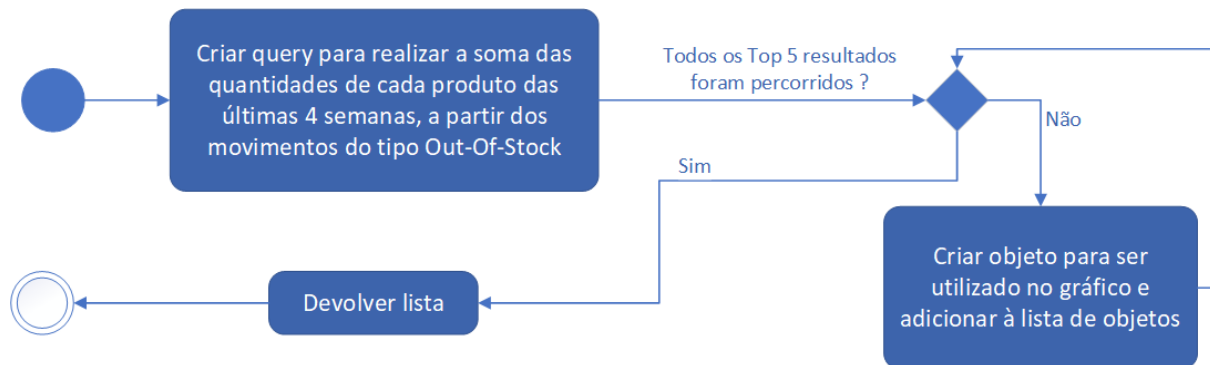 Criar query para realizar a soma das
quantidades de cada produto das
últimas 4 semanas, a partir dos
movimentos do tipo Out-Of-Stock
Todos os Top 5 resultados
foram percorridos ?
Não
Sim
Criar objeto para ser
utilizado no gráfico e
adicionar à lista de objetos
Devolver lista